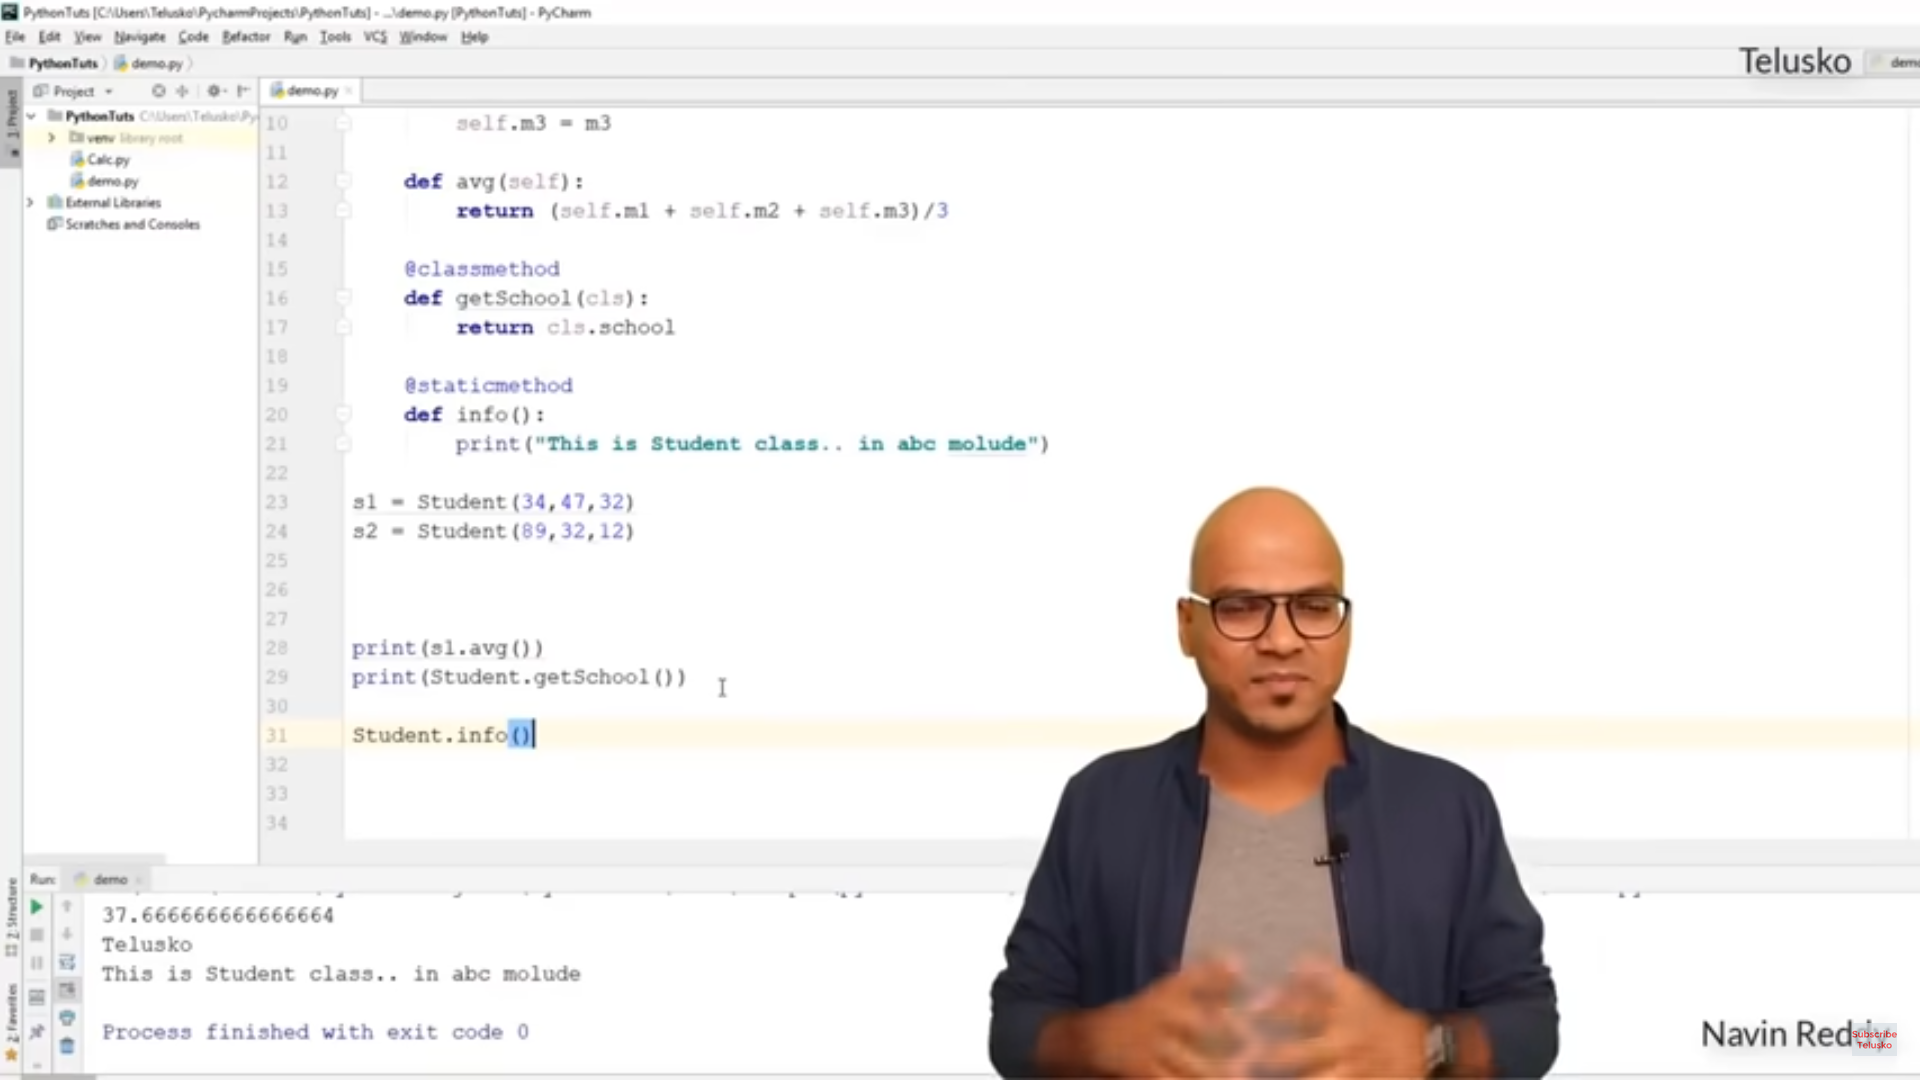 PythonTuts [C:\Users\Telusko\PycharmProjects\PythonTuts] - ...\demo.py [PythonTuts] - PyCharm
File Edit View Navigate Code Refactor Run Tools VCS Window Help
PythonTuts demo.py
Telusko
demo
1: Project
Project
demo.py
PythonTuts C:\Users\Telusko\Py
venv library root
Calc.py
demo.py
External Libraries
Scratches and Consoles
10 self.m3 = m3
11
12 def avg(self):
13 return (self.m1 + self.m2 + self.m3)/3
14
15 @classmethod
16 def getSchool(cls):
17 return cls.school
18
19 @staticmethod
20 def info():
21 print("This is Student class.. in abc molude")
22
23 s1 = Student(34,47,32)
24 s2 = Student(89,32,12)
25
26
27
28 print(s1.avg())
29 print(Student.getSchool())
30
31 Student.info()
32
33
34
Run: demo
37.666666666666664
Telusko
This is Student class.. in abc molude
Process finished with exit code 0
2: Structure
2: Favorites
Navin Reddy
Subscribe
Telusko